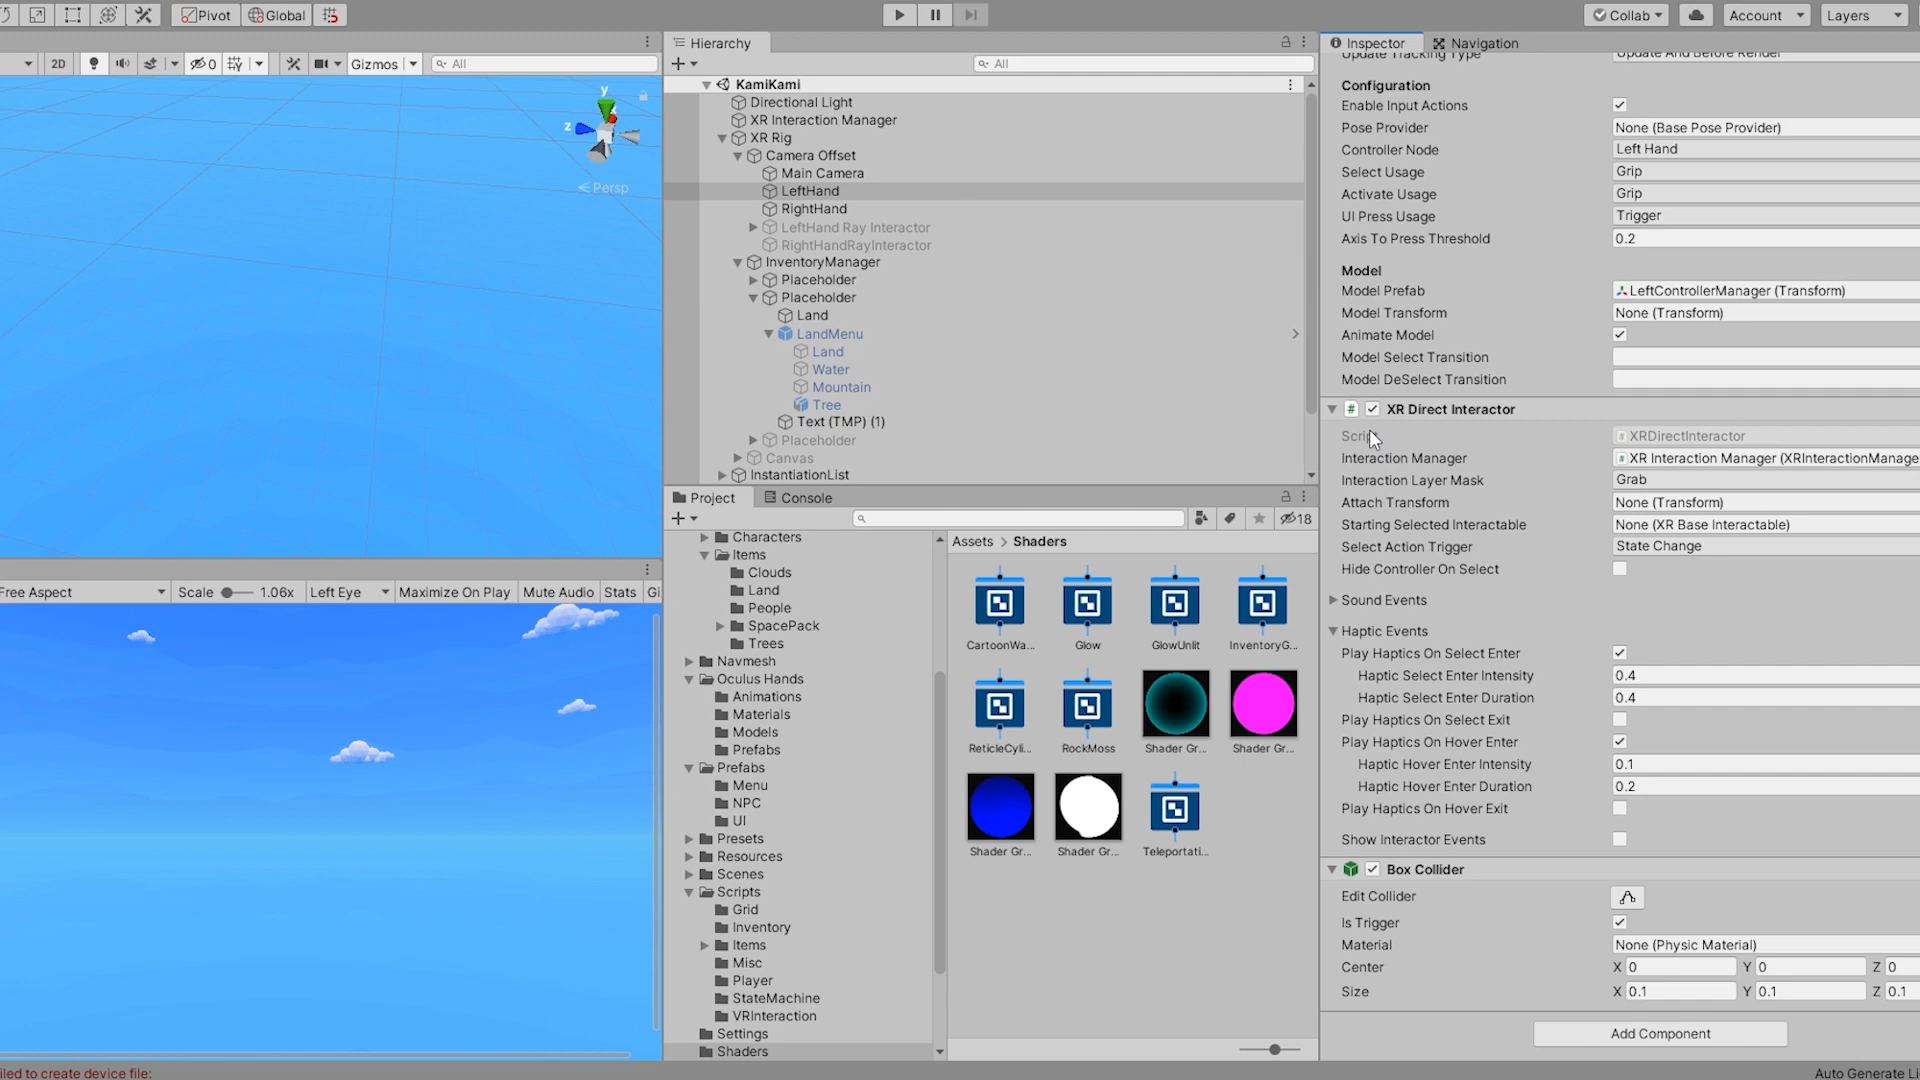 Pivot
Global
Collab
Account
Layers
2D
0
Gizmos
All
y
z
Persp
Hierarchy
All
KamiKami
Directional Light
XR Interaction Manager
XR Rig
Camera Offset
Main Camera
LeftHand
RightHand
LeftHand Ray Interactor
RightHandRayInteractor
InventoryManager
Placeholder
Placeholder
Land
LandMenu
Land
Water
Mountain
Tree
Text (TMP) (1)
Placeholder
Canvas
InstantiationList
Free Aspect
Scale
1.06x
Left Eye
Maximize On Play
Mute Audio
Stats
Gi
Project
Console
18
Characters
Items
Clouds
Land
People
SpacePack
Trees
Navmesh
Oculus Hands
Animations
Materials
Models
Prefabs
Prefabs
Menu
NPC
UI
Presets
Resources
Scenes
Scripts
Grid
Inventory
Items
Misc
Player
StateMachine
VRInteraction
Settings
Shaders
Assets > Shaders
CartoonWa...
Glow
GlowUnlit
InventoryG...
ReticleCyli...
RockMoss
Shader Gr...
Shader Gr...
Shader Gr...
Shader Gr...
Teleportati...
Inspector
Navigation
Update Tracking Type Update And Before Render
Configuration
Enable Input Actions
Pose Provider None (Base Pose Provider)
Controller Node Left Hand
Select Usage Grip
Activate Usage Grip
UI Press Usage Trigger
Axis To Press Threshold 0.2
Model
Model Prefab LeftControllerManager (Transform)
Model Transform None (Transform)
Animate Model
Model Select Transition
Model DeSelect Transition
# XR Direct Interactor
Script # XRDirectInteractor
Interaction Manager # XR Interaction Manager (XRInteractionManage
Interaction Layer Mask Grab
Attach Transform None (Transform)
Starting Selected Interactable None (XR Base Interactable)
Select Action Trigger State Change
Hide Controller On Select
Sound Events
Haptic Events
Play Haptics On Select Enter
Haptic Select Enter Intensity 0.4
Haptic Select Enter Duration 0.4
Play Haptics On Select Exit
Play Haptics On Hover Enter
Haptic Hover Enter Intensity 0.1
Haptic Hover Enter Duration 0.2
Play Haptics On Hover Exit
Show Interactor Events
Box Collider
Edit Collider
Is Trigger
Material None (Physic Material)
Center X 0 Y 0 Z 0
Size X 0.1 Y 0.1 Z 0.1
Add Component
iled to create device file:
Auto Generate Li